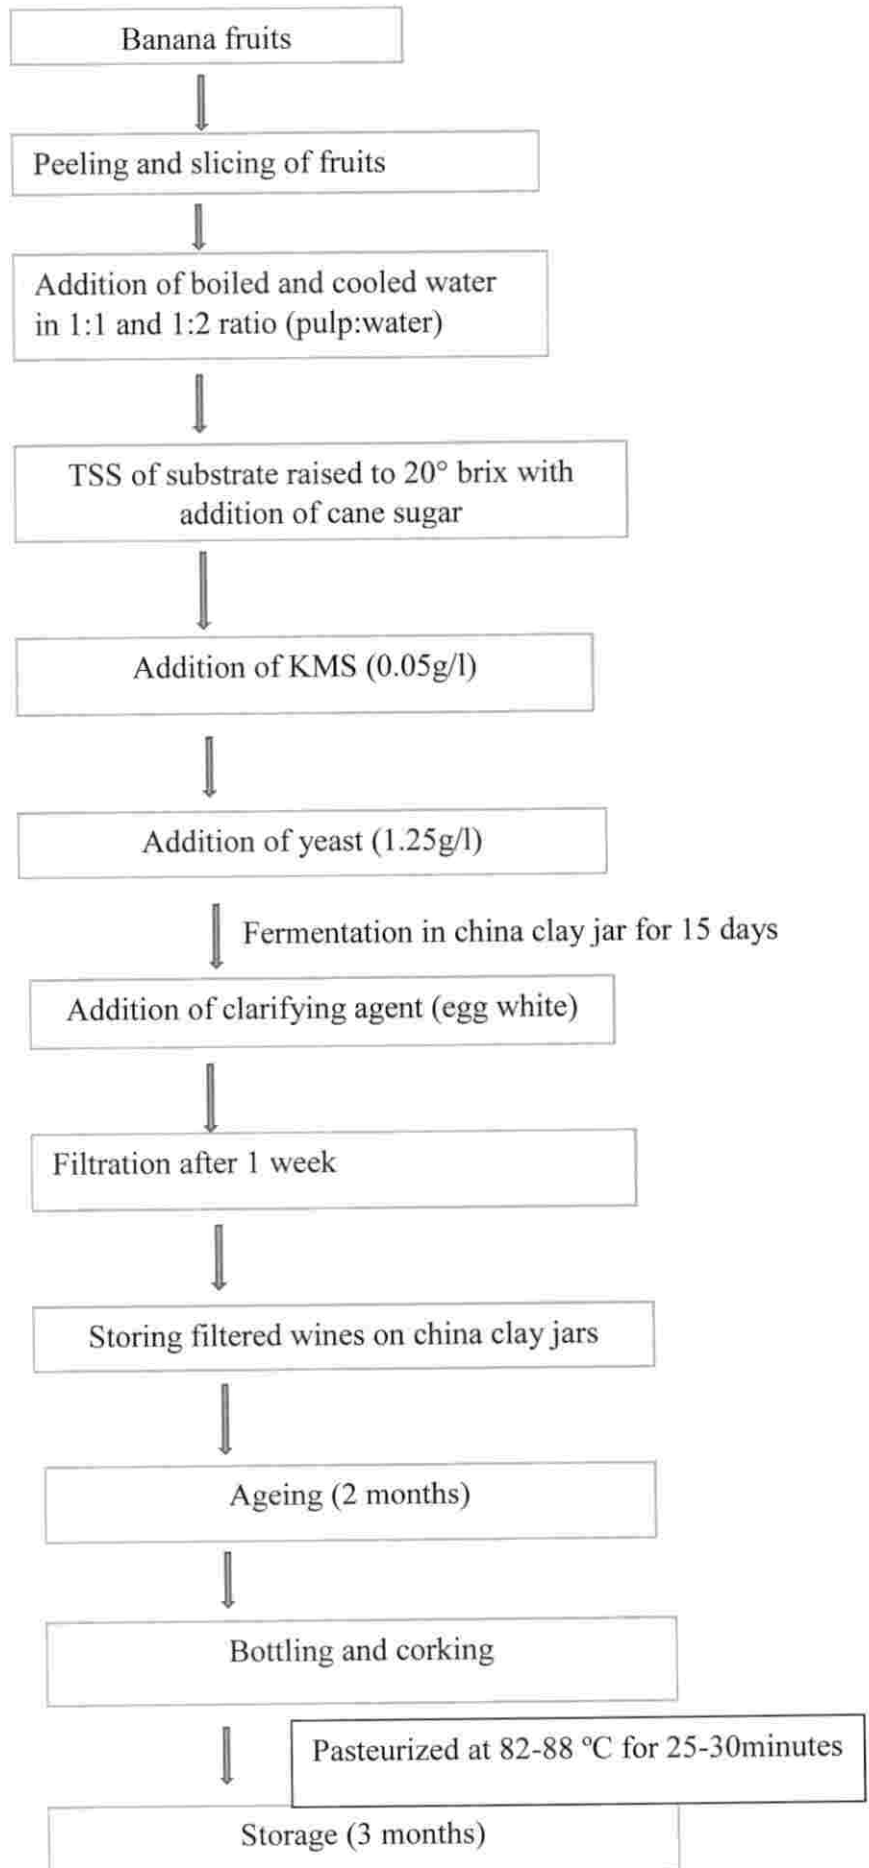 Banana fruits
Peeling and slicing of fruits
Addition of boiled and cooled water
in 1:1 and 1:2 ratio (pulp:water)
TSS of substrate raised to 20° brix with
addition of cane sugar
Addition of KMS (0.05g/l)
Addition of yeast (1.25g/l)
Fermentation in china clay jar for 15 days
Addition of clarifying agent (egg white)
Filtration after 1 week
Storing filtered wines on china clay jars
Ageing (2 months)
Bottling and corking
Pasteurized at 82-88 ºC for 25-30minutes
Storage (3 months)